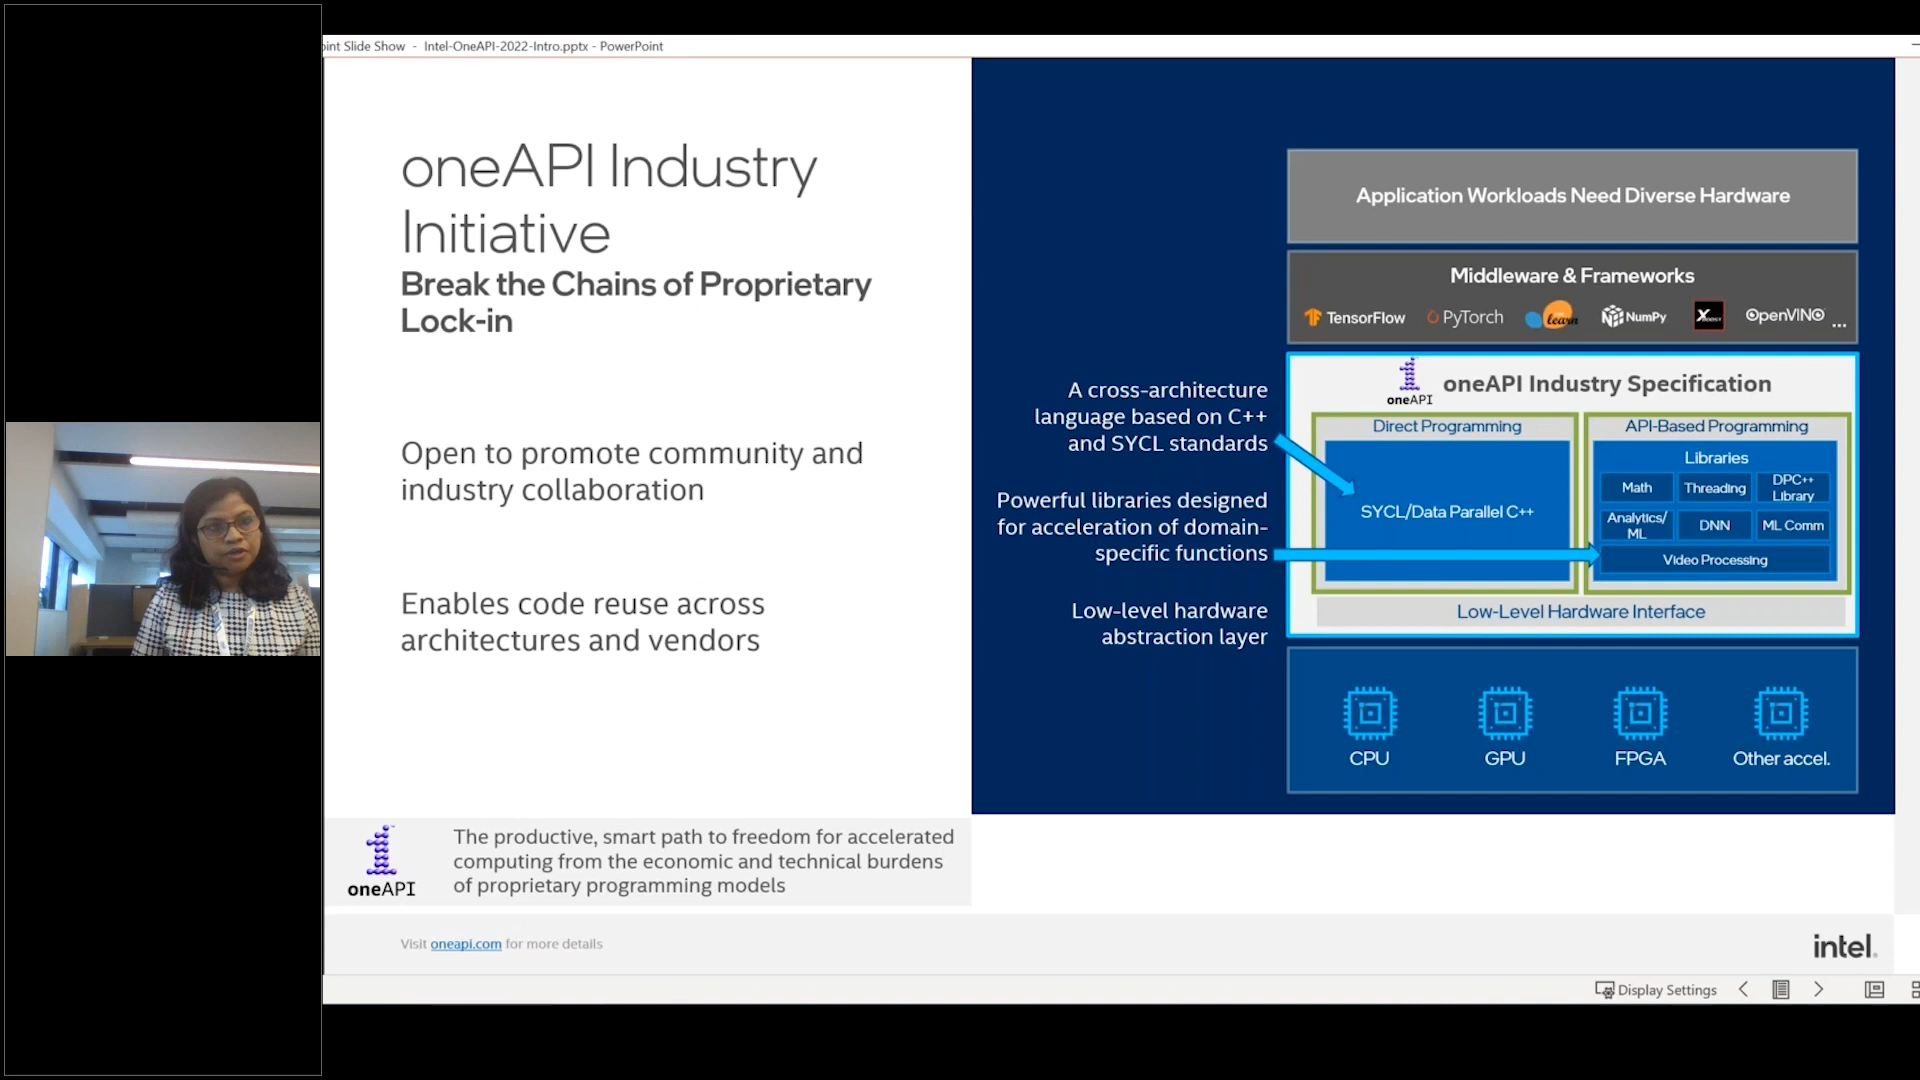 int Slide Show - Intel-OneAPI-2022-Intro.pptx - PowerPoint
oneAPI Industry
Initiative
Break the Chains of Proprietary
Lock-in
Open to promote community and
industry collaboration
Enables code reuse across
architectures and vendors
oneAPI
The productive, smart path to freedom for accelerated
computing from the economic and technical burdens
of proprietary programming models
Visit oneapi.com for more details
A cross-architecture
language based on C++
and SYCL standards
Powerful libraries designed
for acceleration of domain-
specific functions
Low-level hardware
abstraction layer
Application Workloads Need Diverse Hardware
Middleware & Frameworks
TensorFlow PyTorch learn NumPy OpenVINO ...
oneAPI
oneAPI Industry Specification
Direct Programming
SYCL/Data Parallel C++
API-Based Programming
Libraries
Math Threading DPC++
Library
Analytics/
ML DNN ML Comm
Video Processing
Low-Level Hardware Interface
CPU GPU FPGA Other accel.
intel.
Display Settings